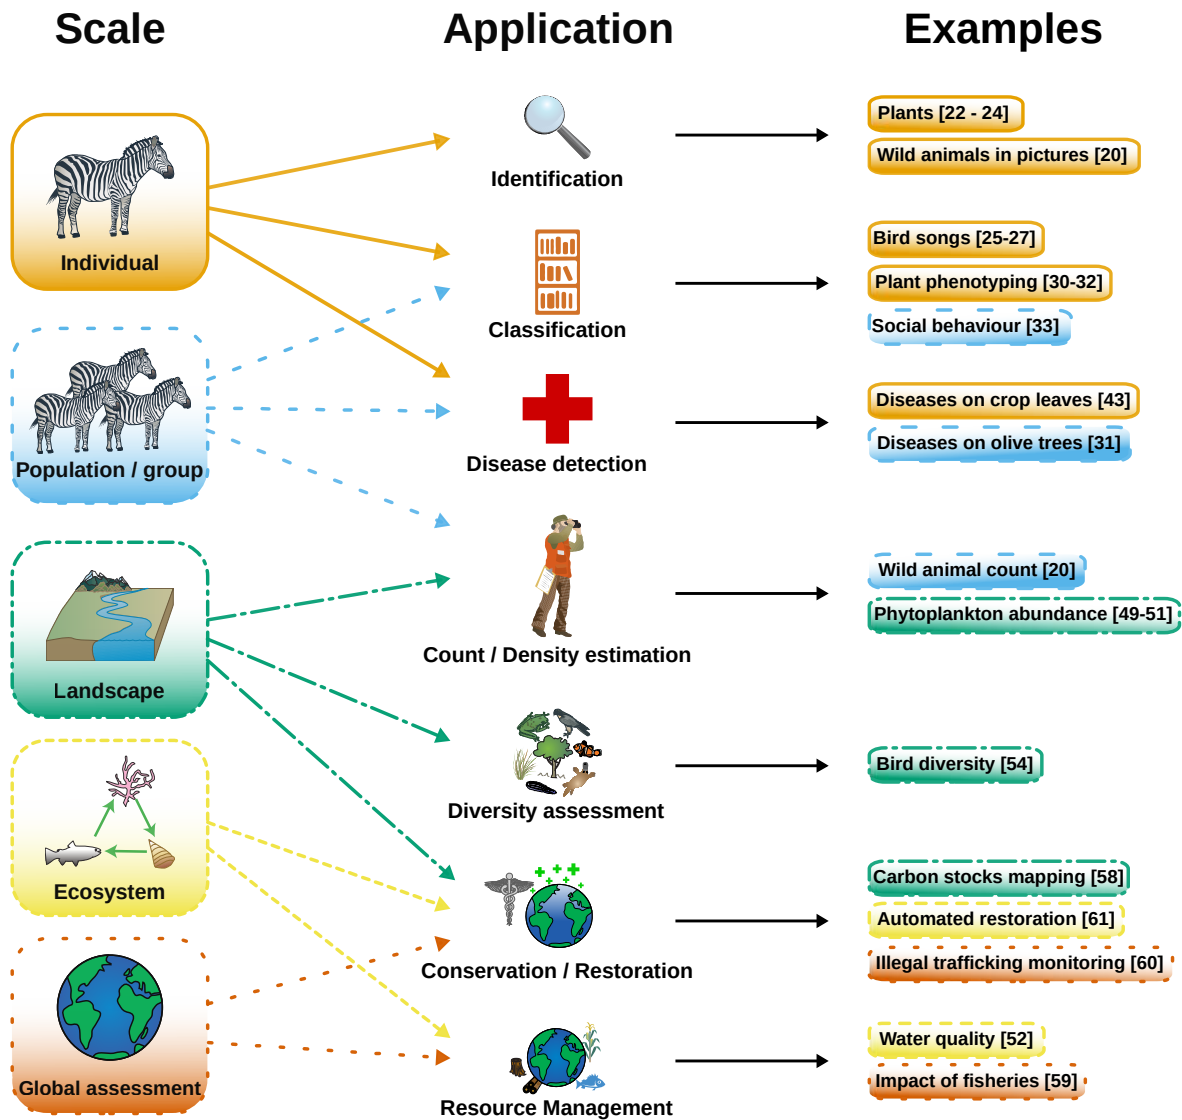 Scale
Application
Examples
Individual
Population / group
Landscape
Ecosystem
Global assessment
Identification
Classification
Disease detection
Count / Density estimation
Diversity assessment
Conservation / Restoration
Resource Management
Plants [22 - 24]
Wild animals in pictures [20]
Bird songs [25-27]
Plant phenotyping [30-32]
Social behaviour [33]
Diseases on crop leaves [43]
Diseases on olive trees [31]
Wild animal count [20]
Phytoplankton abundance [49-51]
Bird diversity [54]
Carbon stocks mapping [58]
Automated restoration [61]
Illegal trafficking monitoring [60]
Water quality [52]
Impact of fisheries [59]